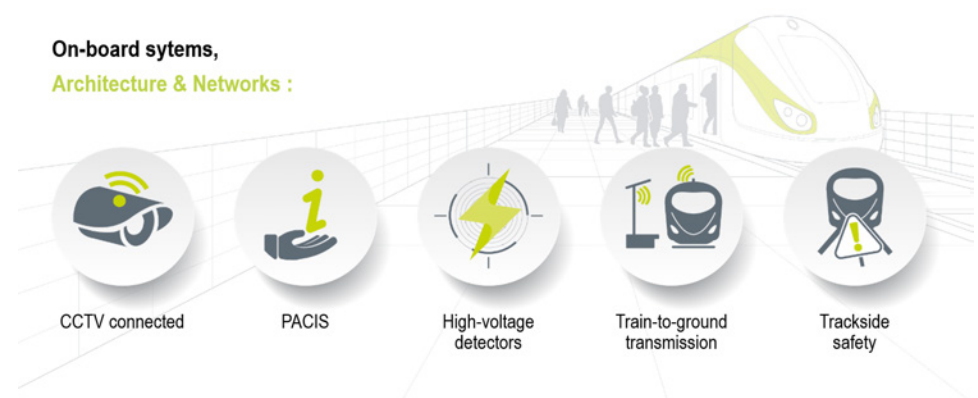 On-board sytems,
Architecture & Networks :
CCTV connected
PACIS
High-voltage
detectors
Train-to-ground
transmission
Trackside
safety